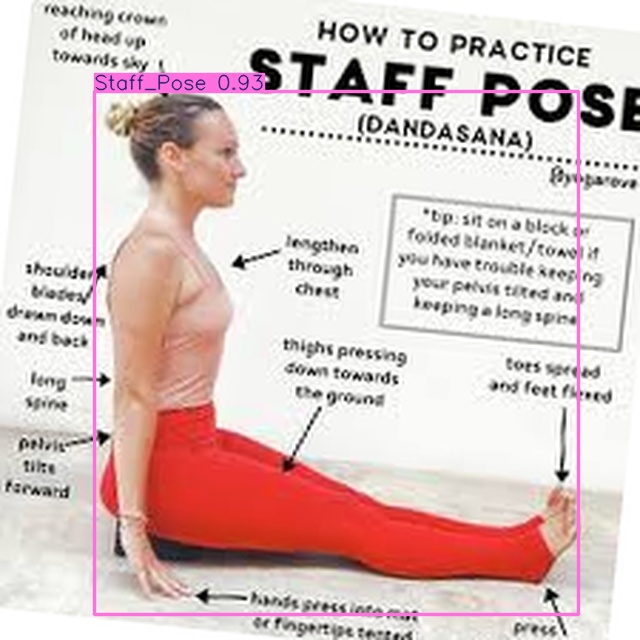 reaching crown
of head up
towards sky
HOW TO PRACTICE
STAFF POSE
(DANDASANA)
Staff_Pose 0.93
*tip: sit on a block or
folded blanket/towel if
you have trouble keeping
your pelvis tilted and
keeping a long spine
lengthen
through
chest
shoulder
blades
drawn down
and back
thighs pressing
down towards
the ground
toes spread
and feet flexed
long
spine
pelvis
tilts
forward
hands press into mat
or fingertips tented
press